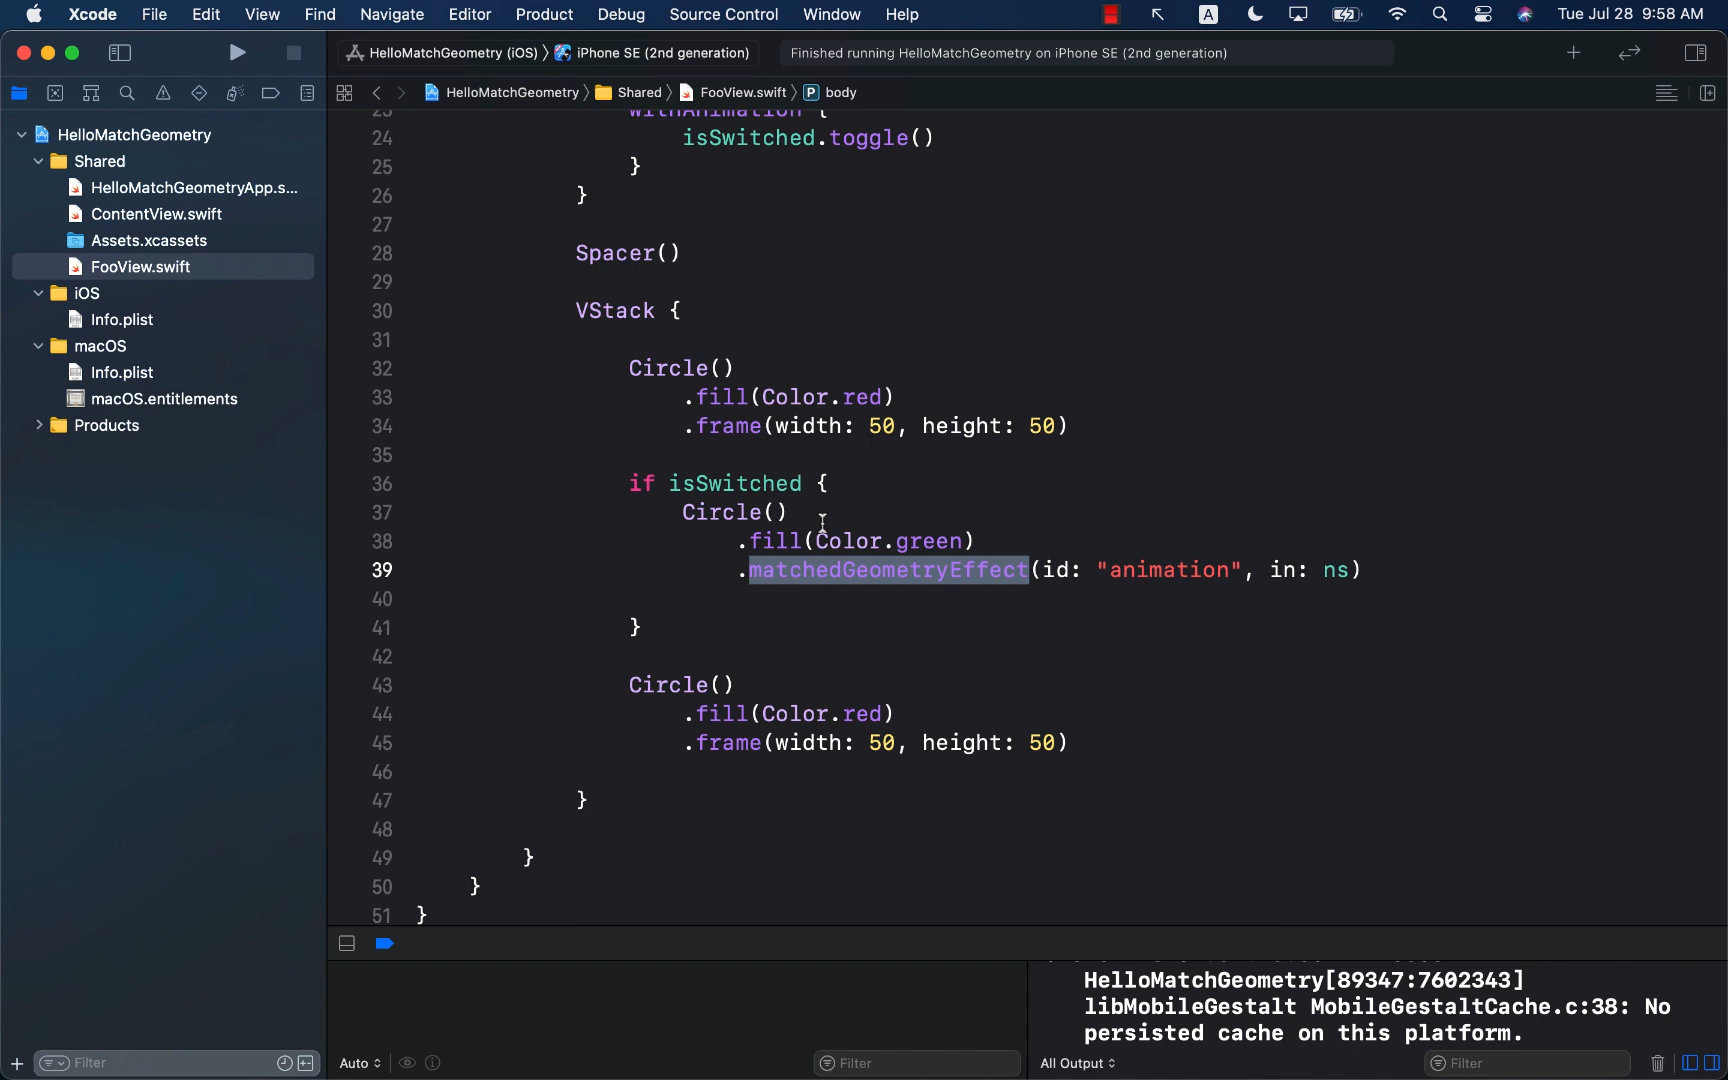 Xcode File Edit View Find Navigate Editor Product Debug Source Control Window Help A Tue Jul 28 9:58 AM
HelloMatchGeometry (iOS) 〉 iPhone SE (2nd generation) Finished running HelloMatchGeometry on iPhone SE (2nd generation)
HelloMatchGeometry 〉 Shared 〉 FooView.swift 〉 P body
HelloMatchGeometry
Shared
HelloMatchGeometryApp.s...
ContentView.swift
Assets.xcassets
FooView.swift
iOS
Info.plist
macOS
Info.plist
macOS.entitlements
Products
23 withAnimation {
24 isSwitched.toggle()
25 }
26 }
27
28 Spacer()
29
30 VStack {
31
32 Circle()
33 .fill(Color.red)
34 .frame(width: 50, height: 50)
35
36 if isSwitched {
37 Circle()
38 .fill(Color.green)
39 .matchedGeometryEffect(id: "animation", in: ns)
40
41 }
42
43 Circle()
44 .fill(Color.red)
45 .frame(width: 50, height: 50)
46
47 }
48
49 }
50 }
51 }
HelloMatchGeometry[89347:7602343]
libMobileGestalt MobileGestaltCache.c:38: No
persisted cache on this platform.
Filter Auto Filter All Output Filter